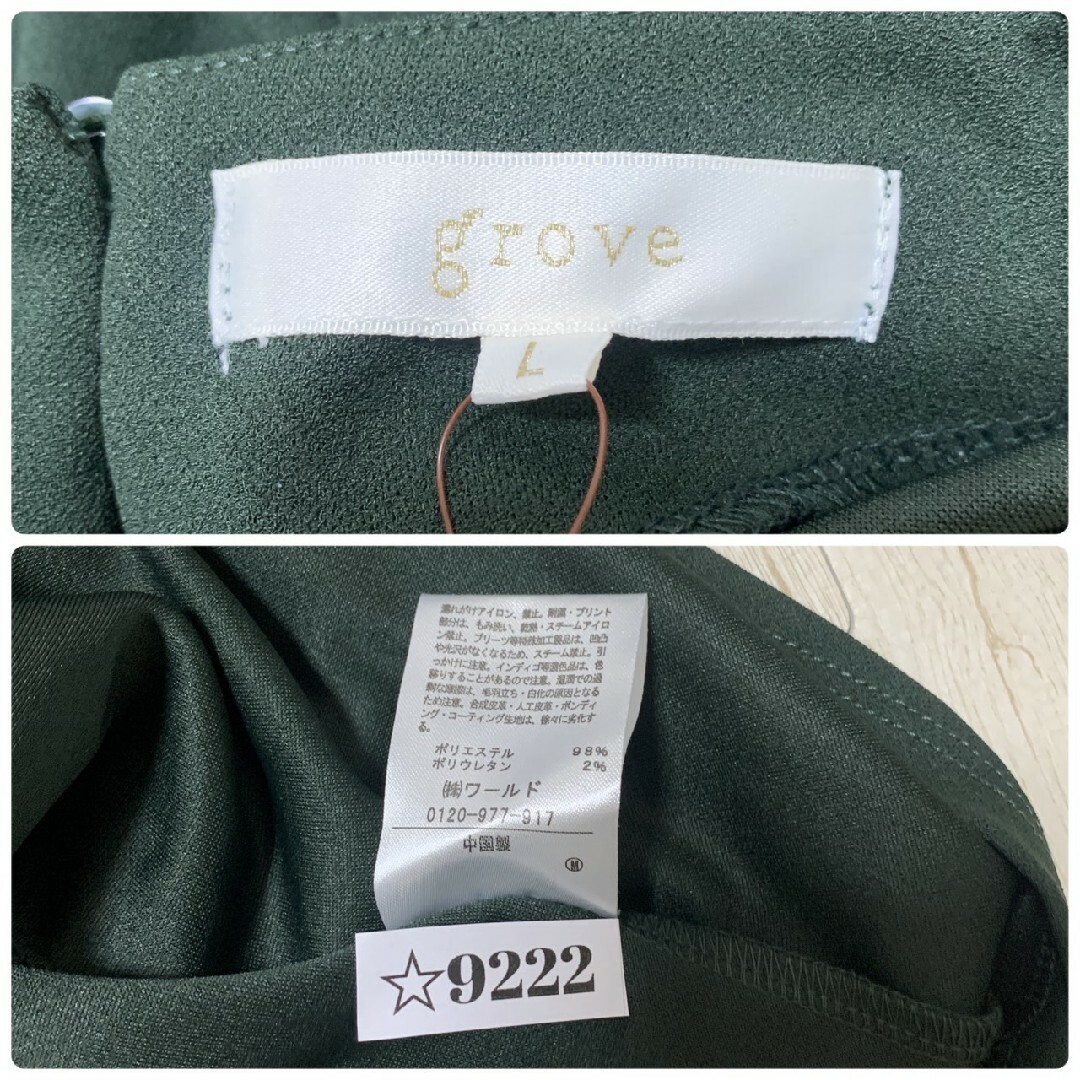 grove
L
濡れがけアイロン、禁止。刺繍・プリント
部分は、もみ洗い、乾燥・スチームアイロ
ン禁止。プリーツ等特殊加工製品は、凹凸
や光沢がなくなるため、スチーム禁止。引
っかけに注意。インディゴ等濃色品は、色
移りすることがあるので注意。着用での過
剰な摩擦は、毛羽立ち・白化の原因となる
ため注意。合成皮革・人工皮革・ボンディ
ング・コーティング生地は、徐々に劣化す
る。
ポリエステル 98%
ポリウレタン 2%
㈱ワールド
0120-977-917
中国製
Ⓜ
☆9222